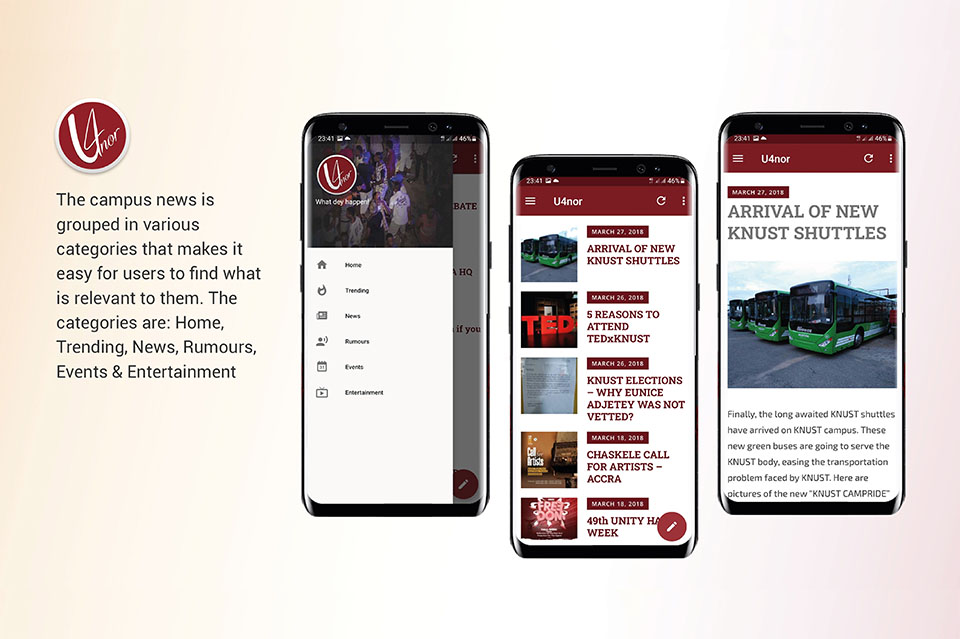 U4nor
The campus news is
grouped in various
categories that makes it
easy for users to find what
is relevant to them. The
categories are: Home,
Trending, News, Rumours,
Events & Entertainment
23:41 46%
U4nor
What dey happen!
Home
Trending
News
Rumours
Events
Entertainment
BATE
A HQ
n if you
23:41 46%
U4nor
MARCH 27, 2018
ARRIVAL OF NEW
KNUST SHUTTLES
TED
MARCH 26, 2018
5 REASONS TO
ATTEND
TEDxKNUST
MARCH 26, 2018
KNUST ELECTIONS
– WHY EUNICE
ADJETEY WAS NOT
VETTED?
Call
Artists
MARCH 18, 2018
CHASKELE CALL
FOR ARTISTS –
ACCRA
FREE
DOM
MARCH 18, 2018
49th UNITY HA
WEEK
23:41 46%
U4nor
MARCH 27, 2018
ARRIVAL OF NEW
KNUST SHUTTLES
Finally, the long awaited KNUST shuttles
have arrived on KNUST campus. These
new green buses are going to serve the
KNUST body, easing the transportation
problem faced by KNUST. Here are
pictures of the new "KNUST CAMPRIDE"